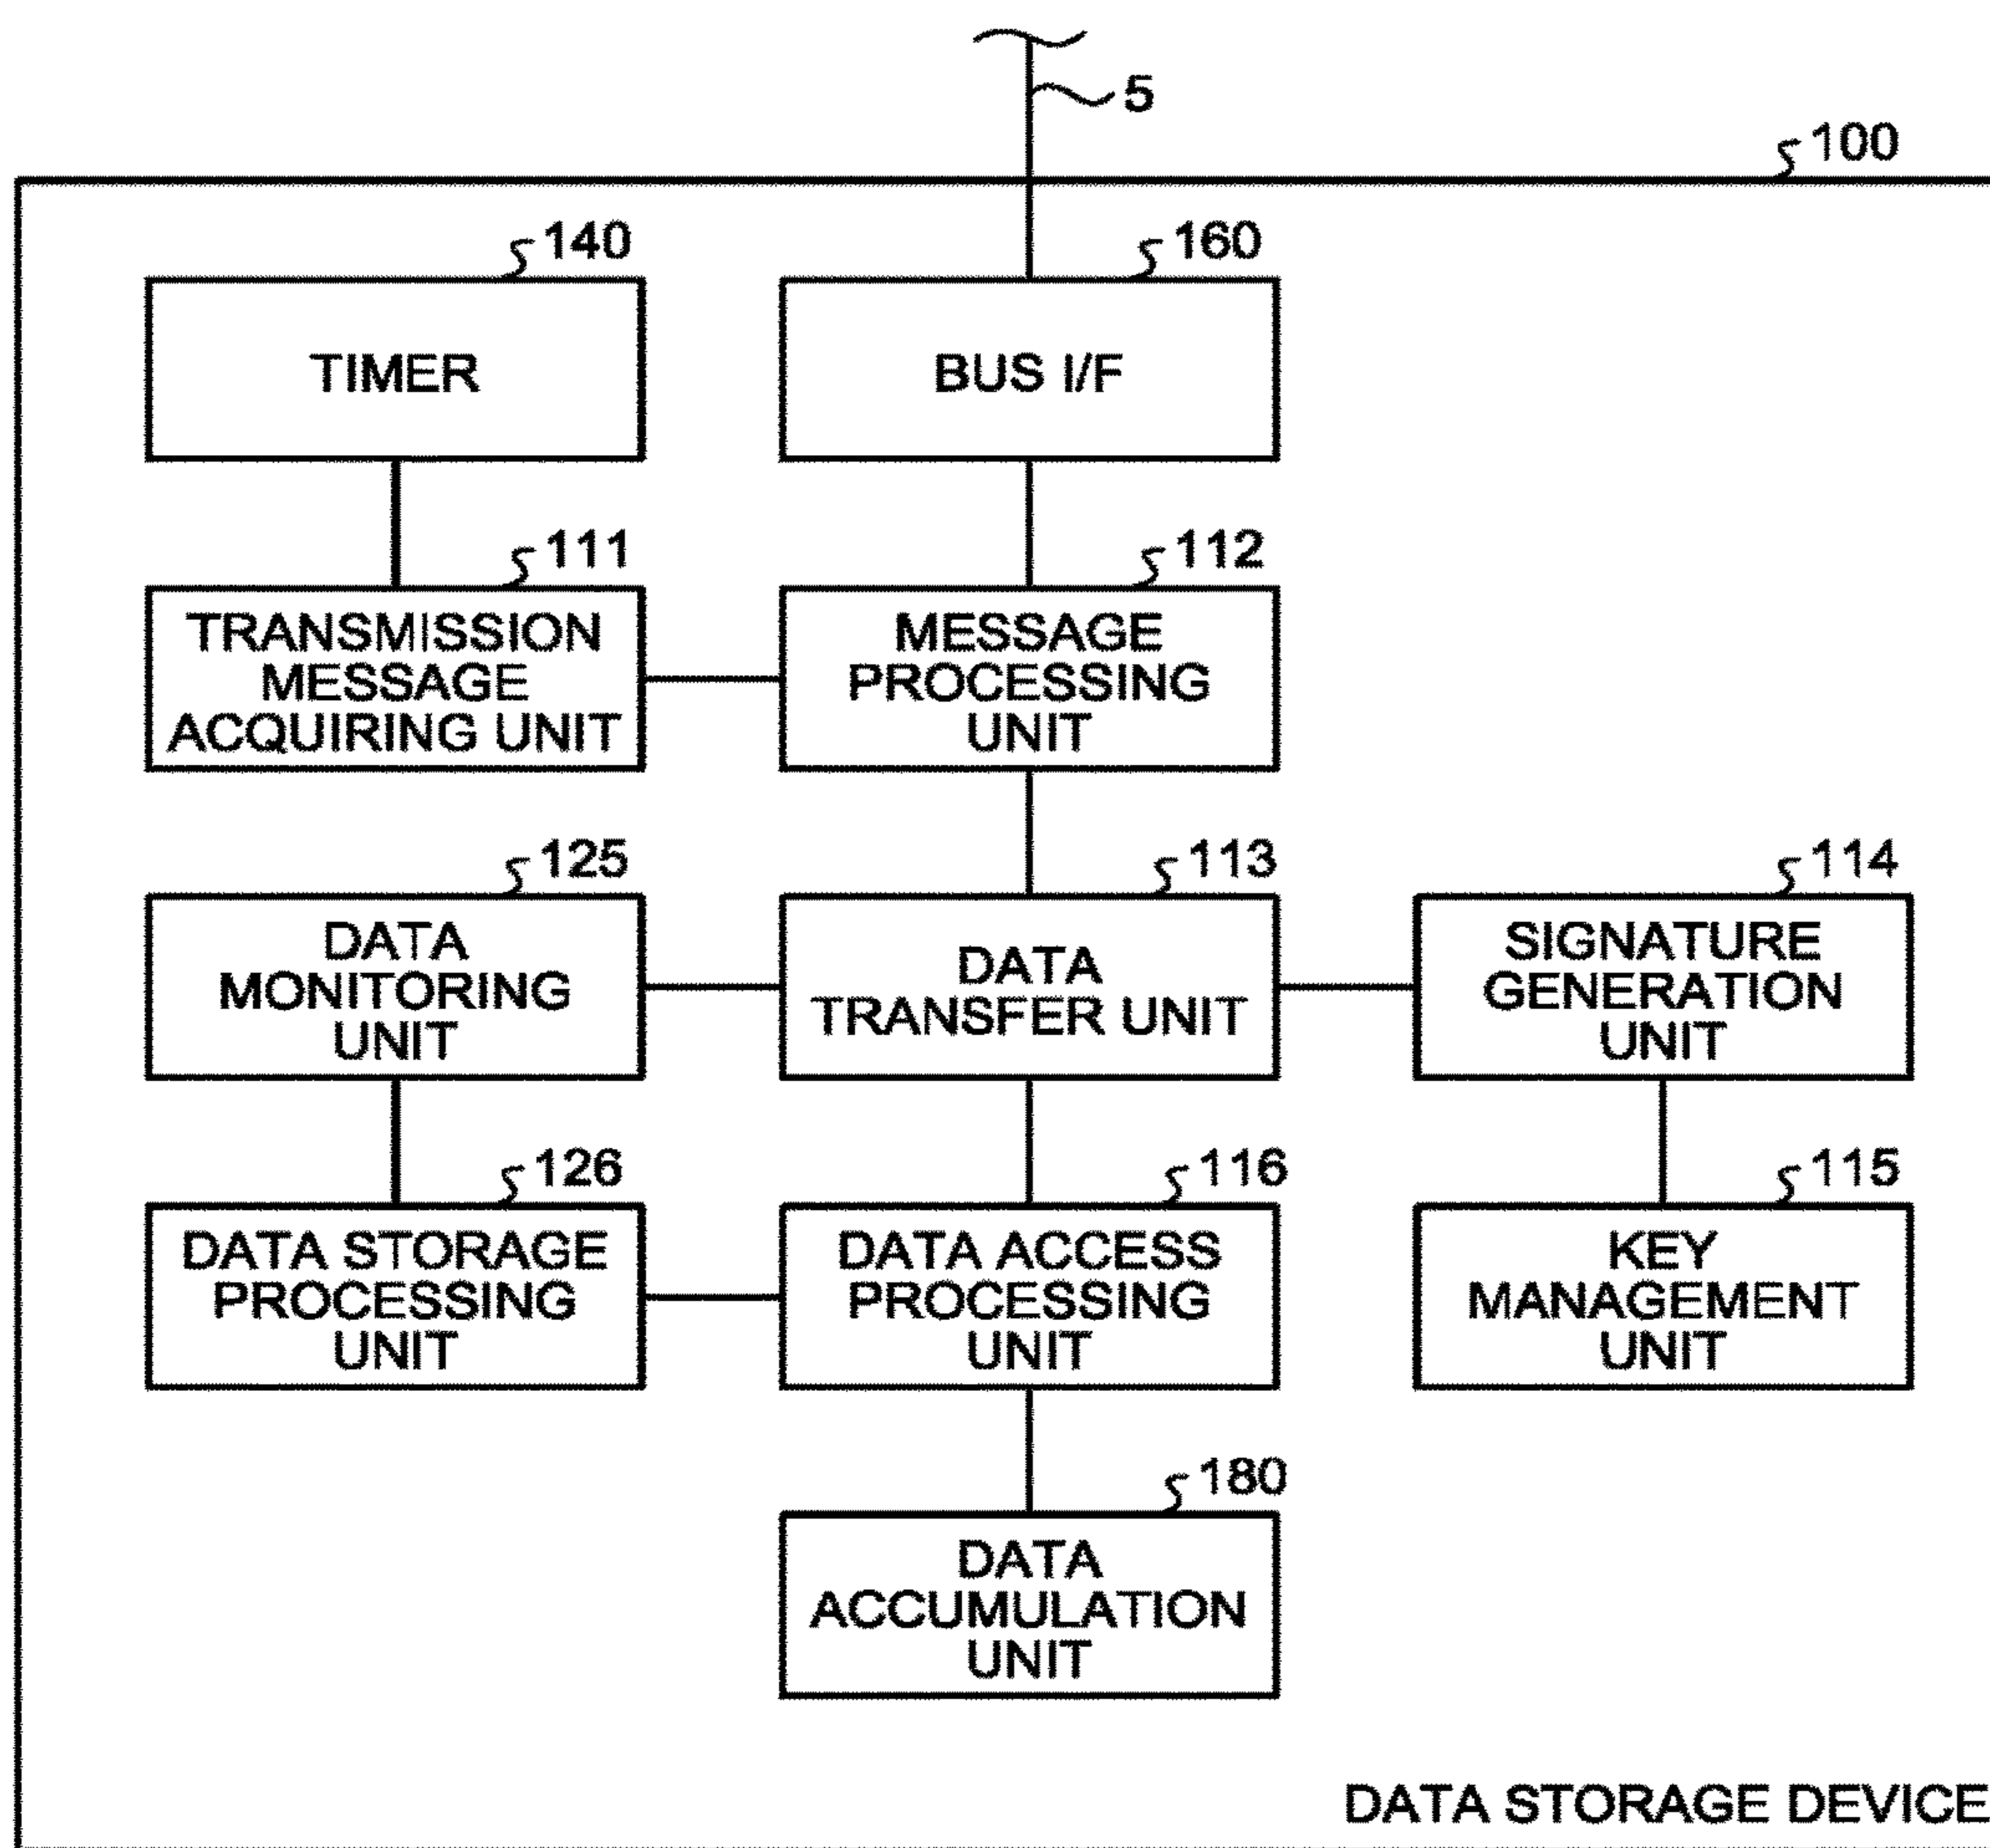 5
100
140
160
TIMER
BUS I/F
111
112
TRANSMISSION
MESSAGE
ACQUIRING UNIT
MESSAGE
PROCESSING
UNIT
125
113
114
DATA
MONITORING
UNIT
DATA
TRANSFER UNIT
SIGNATURE
GENERATION
UNIT
126
116
115
DATA STORAGE
PROCESSING
UNIT
DATA ACCESS
PROCESSING
UNIT
KEY
MANAGEMENT
UNIT
180
DATA
ACCUMULATION
UNIT
DATA STORAGE DEVICE